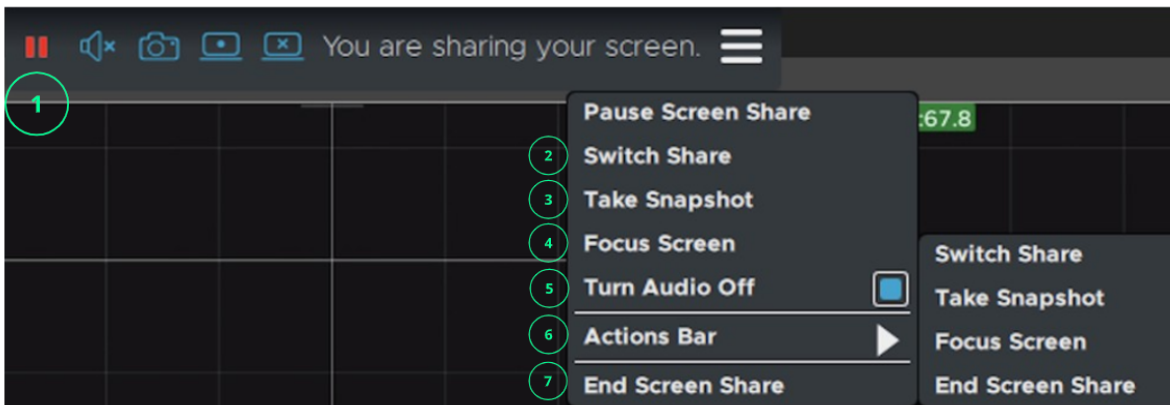 You are sharing your screen.
1
Pause Screen Share
:67.8
2 Switch Share
3 Take Snapshot
4 Focus Screen
5 Turn Audio Off
6 Actions Bar
7 End Screen Share
Switch Share
Take Snapshot
Focus Screen
End Screen Share